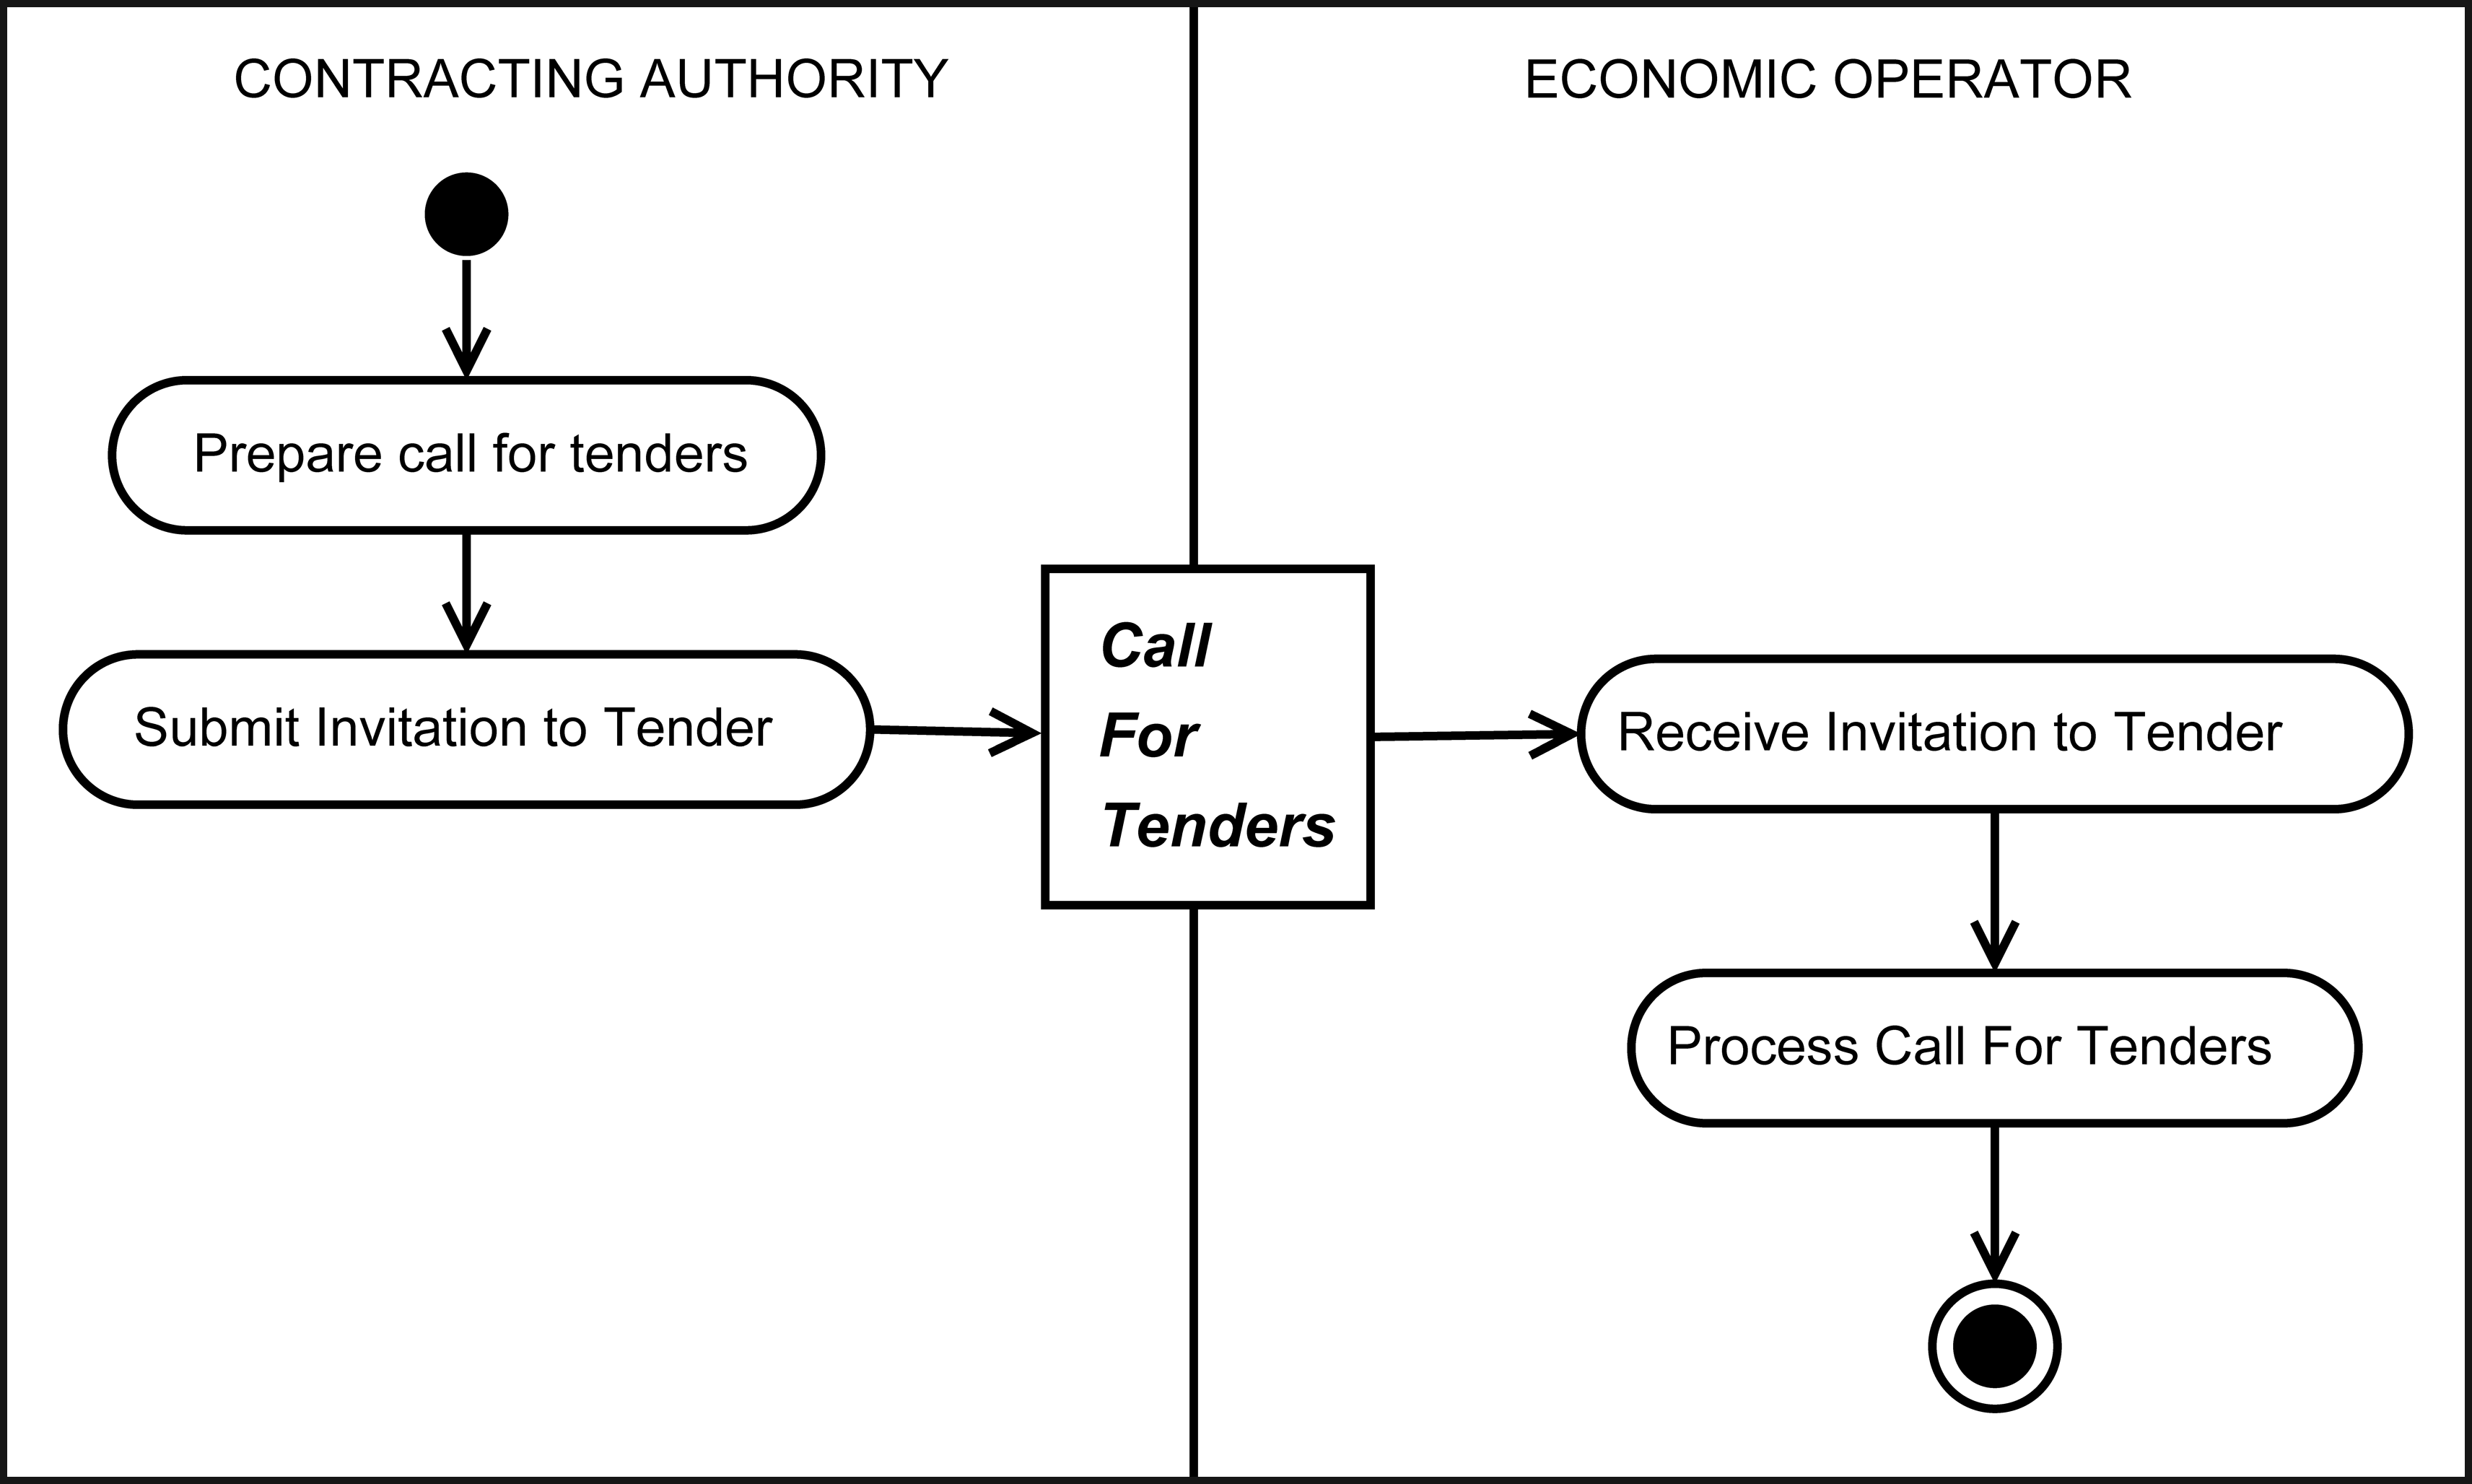 CONTRACTING AUTHORITY
ECONOMIC OPERATOR
Prepare call for tenders
Submit Invitation to Tender
Call
For
Tenders
Receive Invitation to Tender
Process Call For Tenders